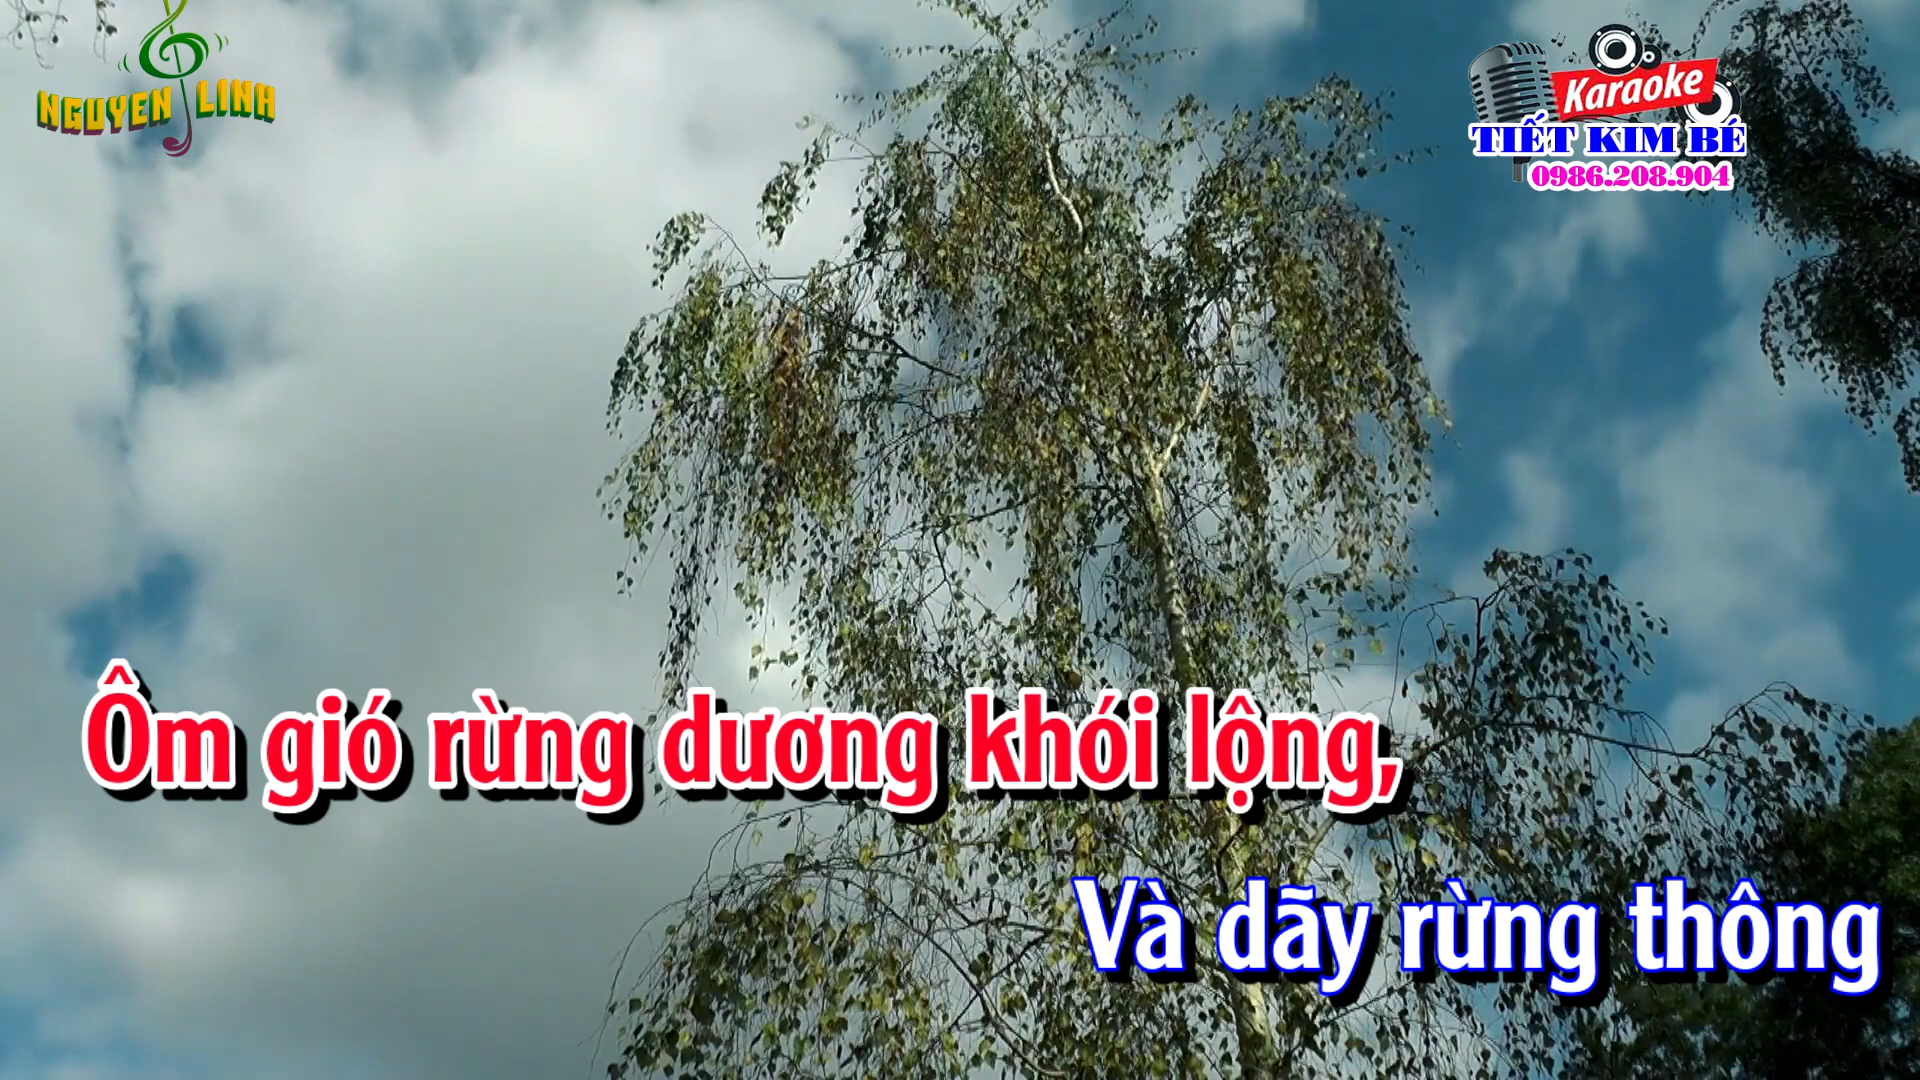 NGUYEN LINH
Karaoke
TIẾT KIM BÉ
0986.208.904
Ôm gió rừng dương khói lộng,
Và dãy rừng thông